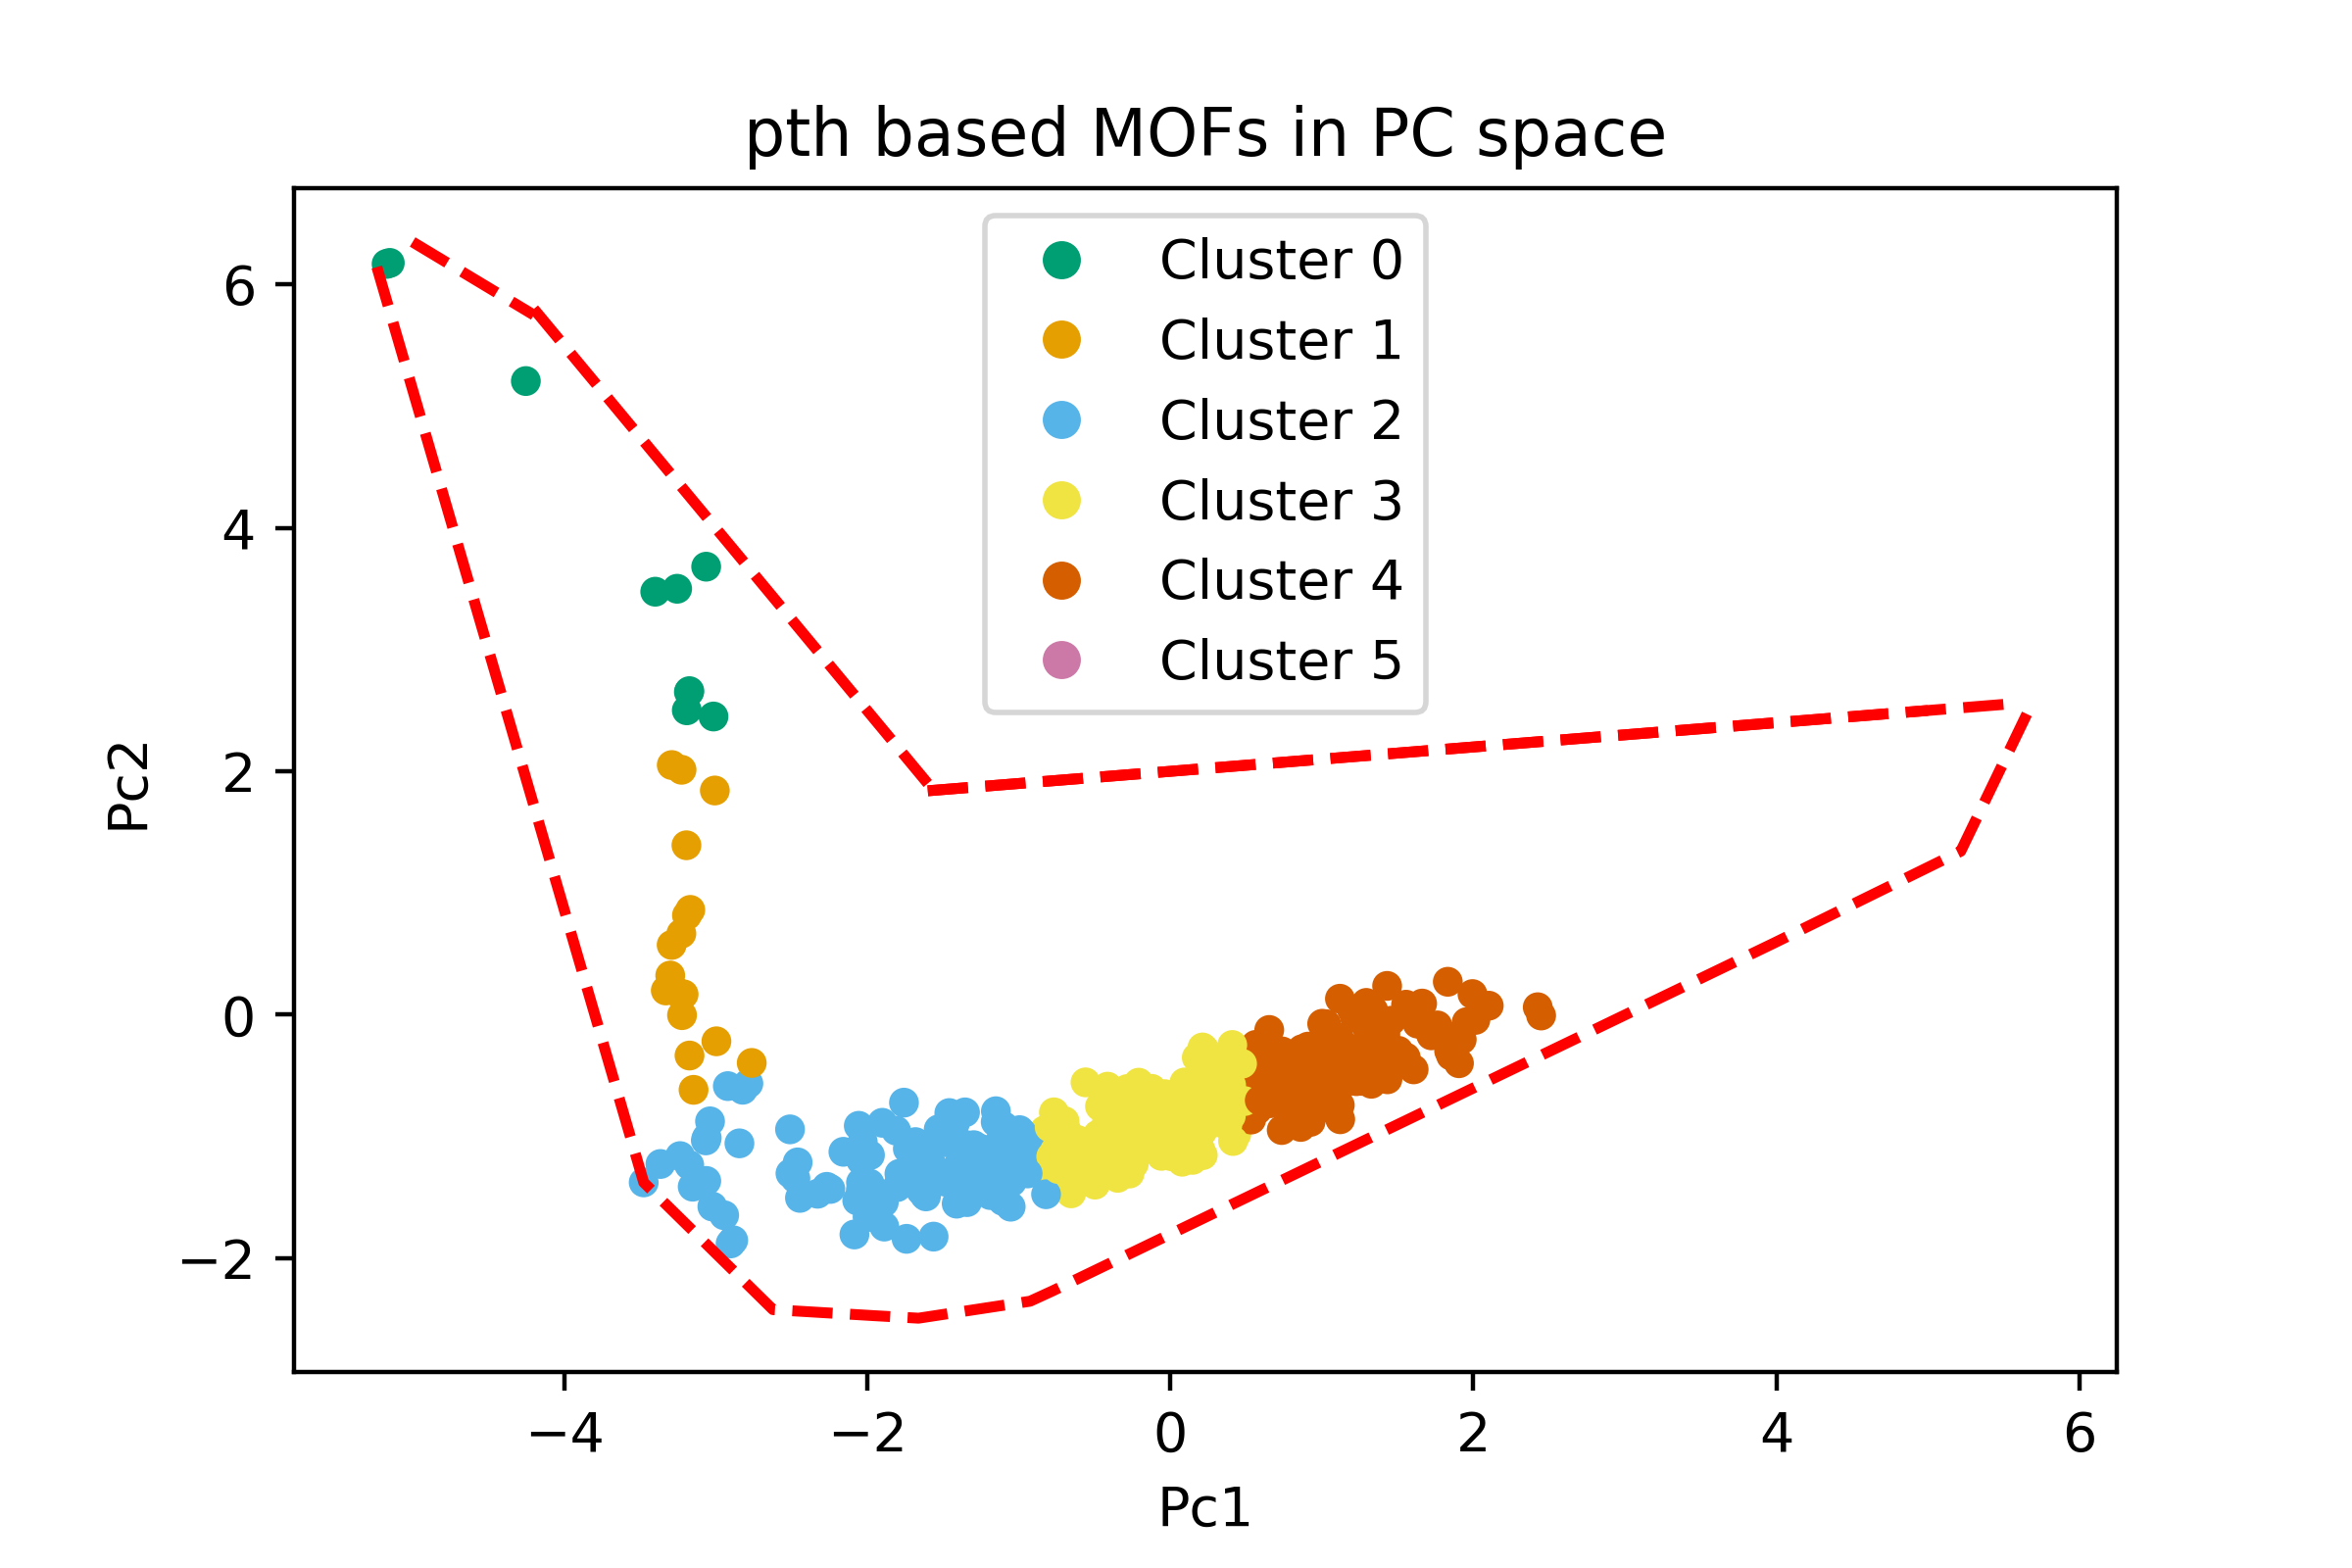 pth based MOFs in PC space
Cluster 0
Cluster 1
Cluster 2
Cluster 3
Cluster 4
Cluster 5
6
4
2
0
−2
Pc2
−4 −2 0 2 4 6
Pc1